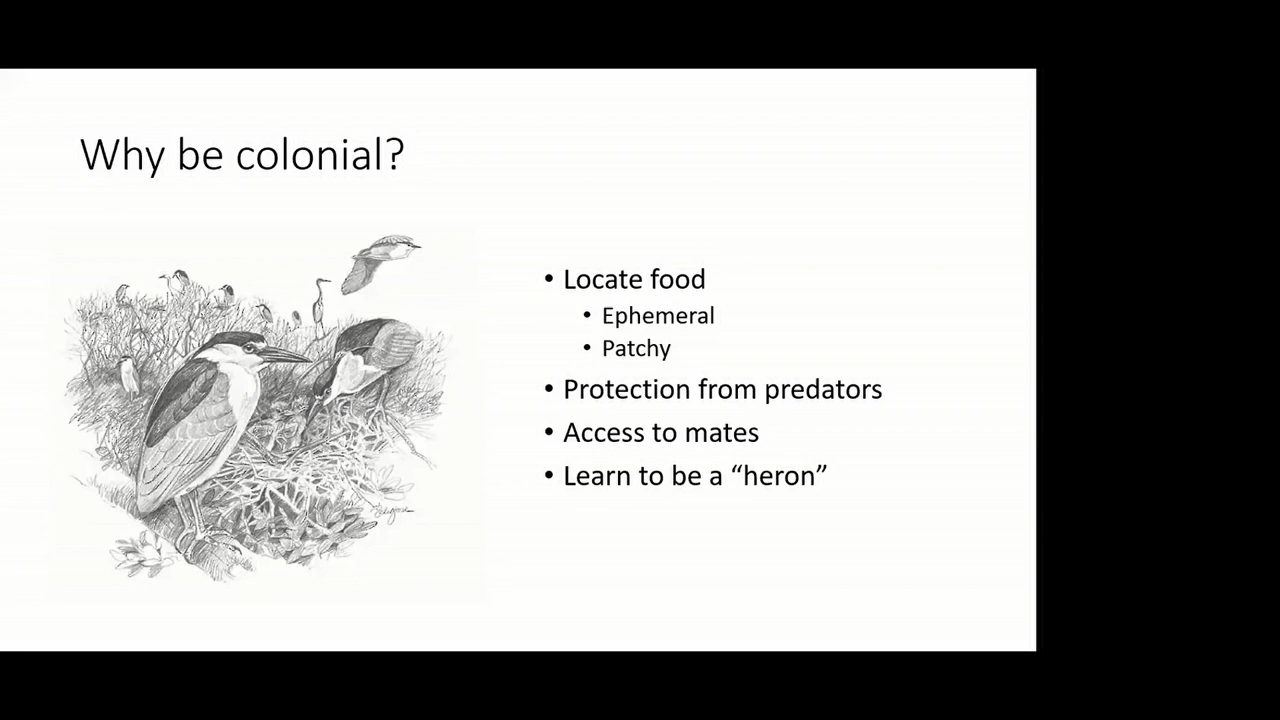 Why be colonial?
• Locate food
• Ephemeral
• Patchy
• Protection from predators
• Access to mates
• Learn to be a “heron”